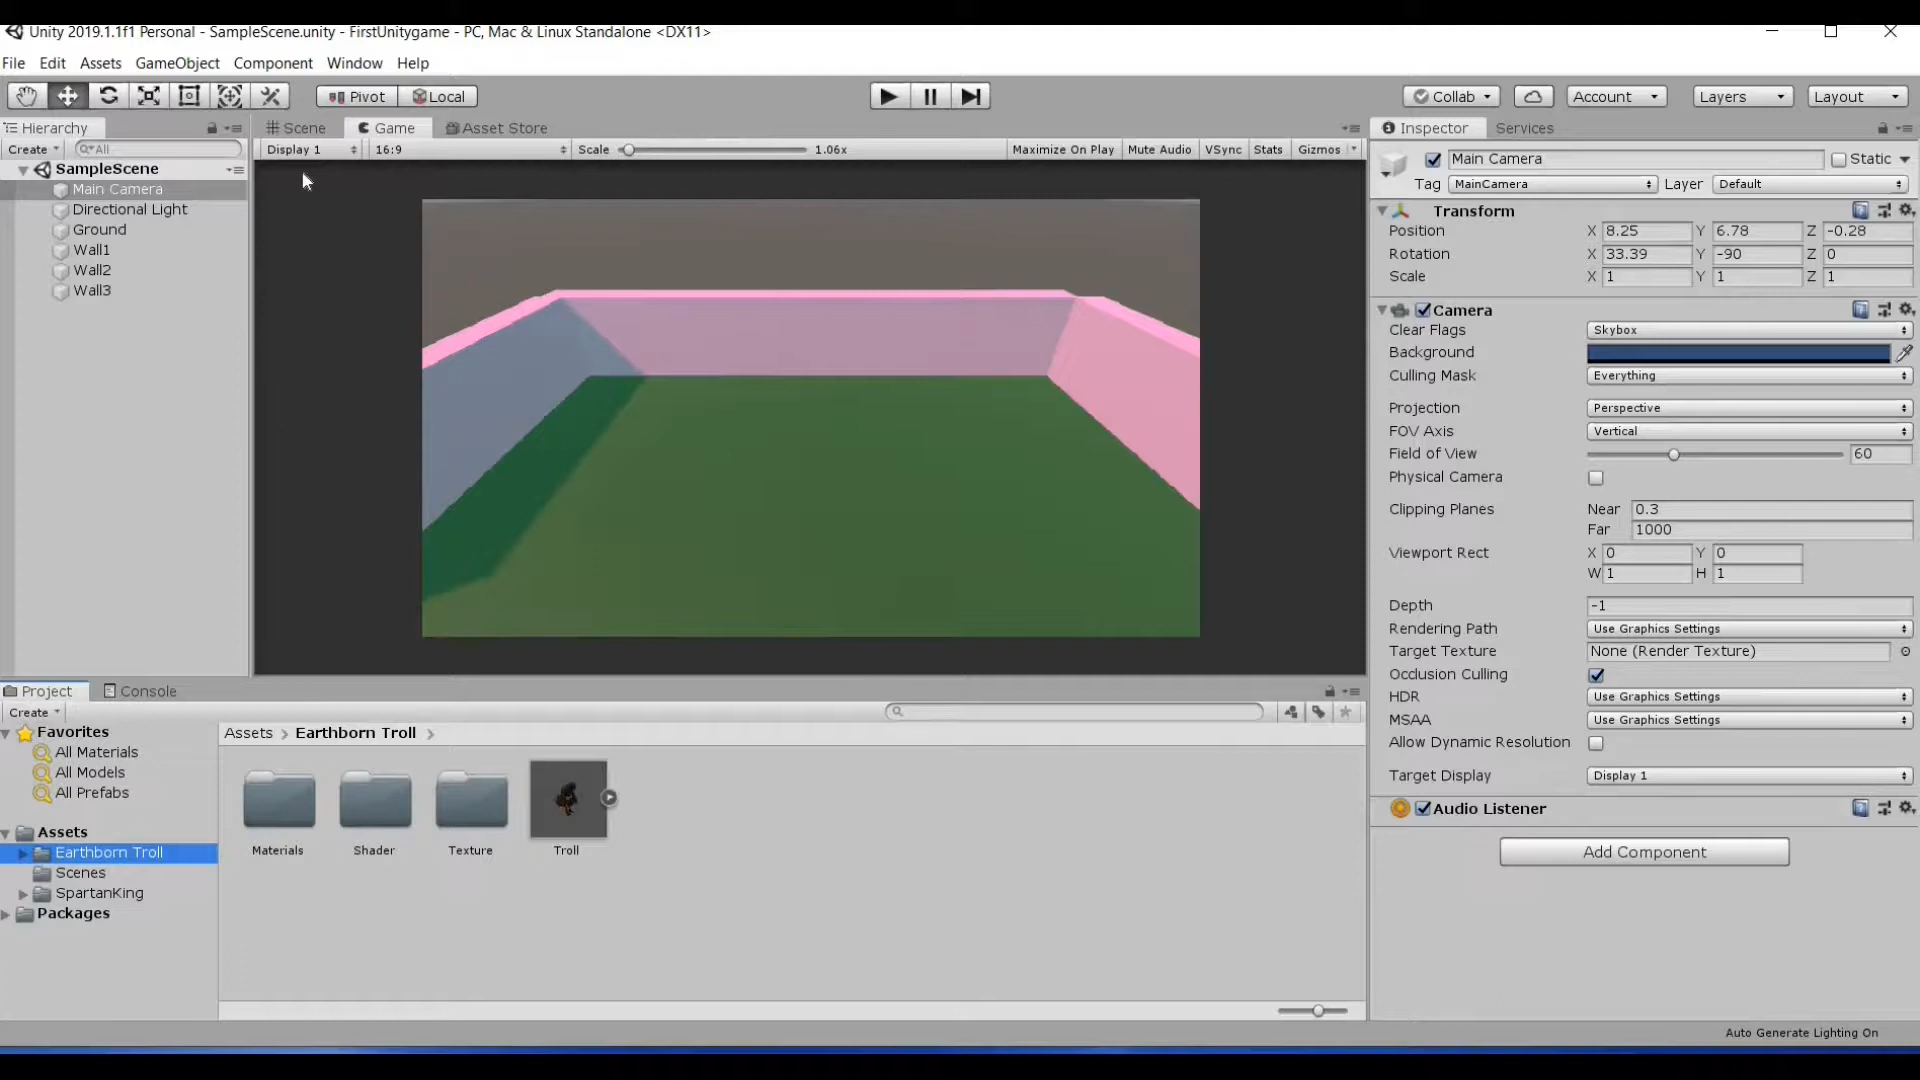 Unity 2019.1.1f1 Personal - SampleScene.unity - FirstUnitygame - PC, Mac & Linux Standalone <DX11>
File Edit Assets GameObject Component Window Help
Pivot Local Collab Account Layers Layout
Hierarchy
Create All
SampleScene
Main Camera
Directional Light
Ground
Wall1
Wall2
Wall3
Scene Game Asset Store
Display 1 16:9 Scale 1.06x Maximize On Play Mute Audio VSync Stats Gizmos
Inspector Services
Main Camera Static
Tag MainCamera Layer Default
Transform
Position X 8.25 Y 6.78 Z -0.28
Rotation X 33.39 Y -90 Z 0
Scale X 1 Y 1 Z 1
Camera
Clear Flags Skybox
Background
Culling Mask Everything
Projection Perspective
FOV Axis Vertical
Field of View 60
Physical Camera
Clipping Planes Near 0.3
Far 1000
Viewport Rect X 0 Y 0
W 1 H 1
Depth -1
Rendering Path Use Graphics Settings
Target Texture None (Render Texture)
Occlusion Culling
HDR Use Graphics Settings
MSAA Use Graphics Settings
Allow Dynamic Resolution
Target Display Display 1
Audio Listener
Add Component
Project Console
Create
Favorites
All Materials
All Models
All Prefabs
Assets
Earthborn Troll
Scenes
SpartanKing
Packages
Assets > Earthborn Troll >
Materials Shader Texture Troll
Auto Generate Lighting On